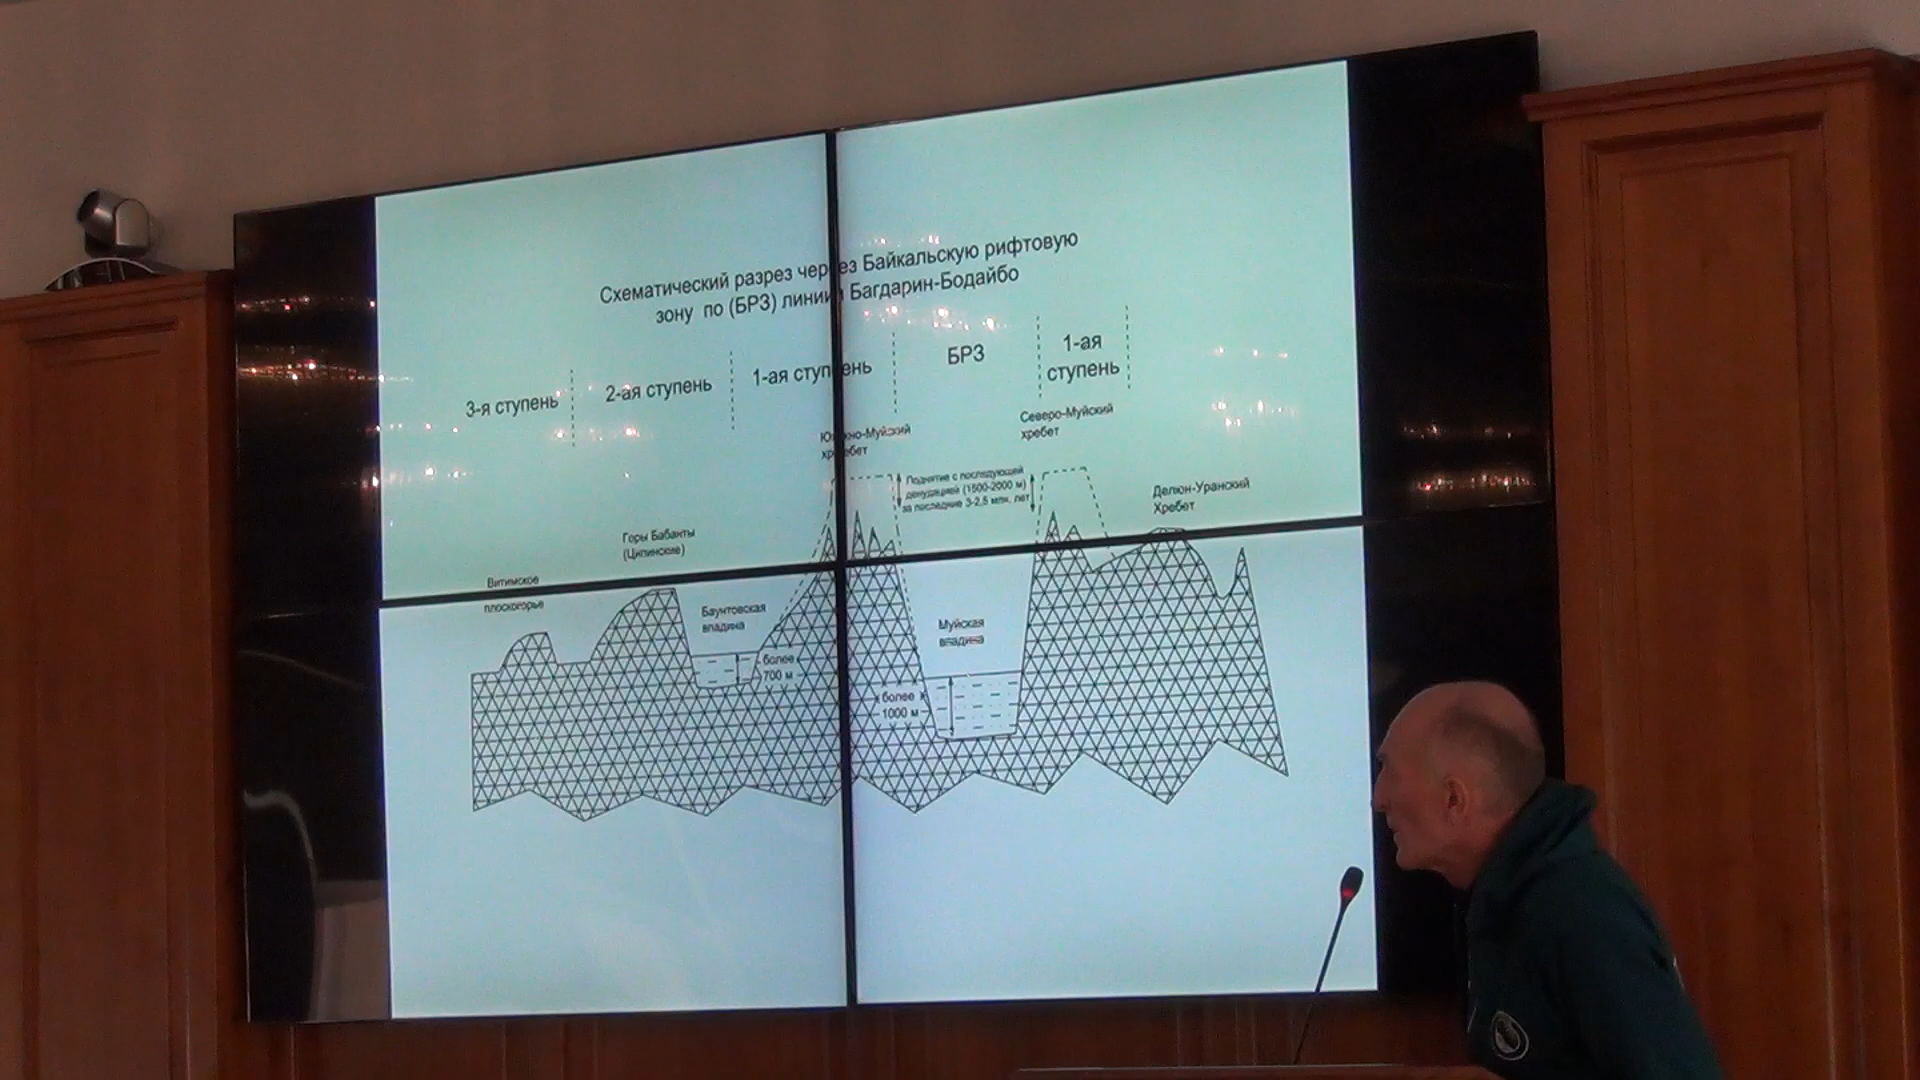 Схематический разрез через Байкальскую рифтовую
зону по (БРЗ) линии Багдарин-Бодайбо
3-я ступень
2-ая ступень
1-ая ступень
БРЗ
1-ая
ступень
Южно-Муйский
хребет
Северо-Муйский
хребет
Поднятие с последующей
денудацией (1500-2000 м)
за последние 3-2,5 млн. лет
Делюн-Уранский
Хребет
Горы Бабанты
(Ципинские)
Витимское
плоскогорье
Баунтовская
впадина
более
700 м
Муйская
впадина
более
1000 м